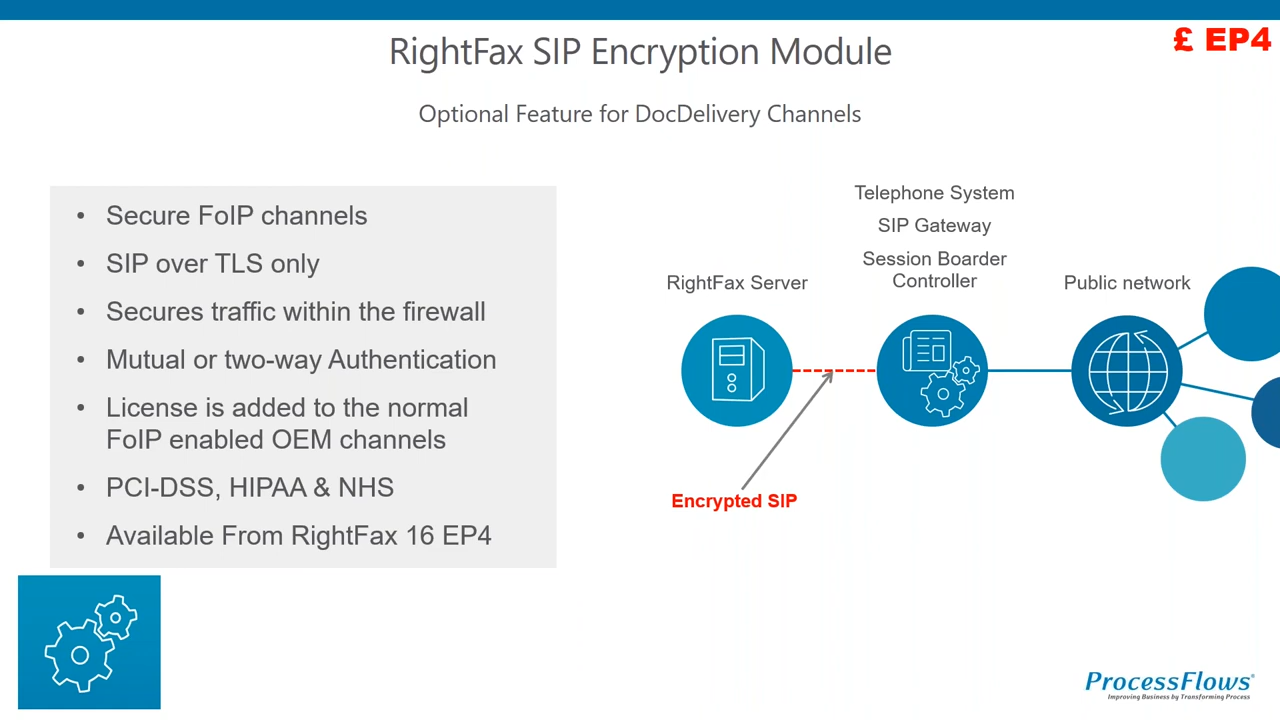 £ EP4
RightFax SIP Encryption Module
Optional Feature for DocDelivery Channels
• Secure FoIP channels
• SIP over TLS only
• Secures traffic within the firewall
• Mutual or two-way Authentication
• License is added to the normal
FoIP enabled OEM channels
• PCI-DSS, HIPAA & NHS
• Available From RightFax 16 EP4
Telephone System
SIP Gateway
Session Boarder
Controller
RightFax Server
Public network
Encrypted SIP
ProcessFlows®
Improving Business by Transforming Process